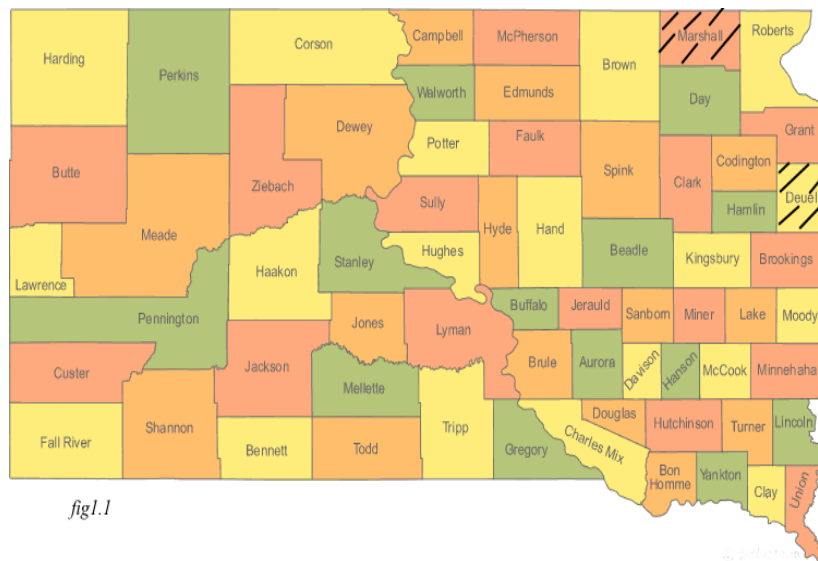 Harding
Perkins
Corson
Campbell
McPherson
Brown
Marshall
Roberts
Walworth
Edmunds
Day
Dewey
Potter
Faulk
Spink
Grant
Butte
Ziebach
Clark
Codington
Meade
Sully
Hyde
Hand
Hamlin
Deuel
Lawrence
Haakon
Stanley
Hughes
Beadle
Kingsbury
Brookings
Pennington
Jones
Lyman
Buffalo
Jerauld
Sanborn
Miner
Lake
Moody
Custer
Jackson
Mellette
Brule
Aurora
Davison
Hanson
McCook
Minnehaha
Fall River
Shannon
Bennett
Todd
Tripp
Gregory
Charles Mix
Douglas
Hutchinson
Turner
Lincoln
Bon
Homme
Yankton
Clay
Union
fig1.1